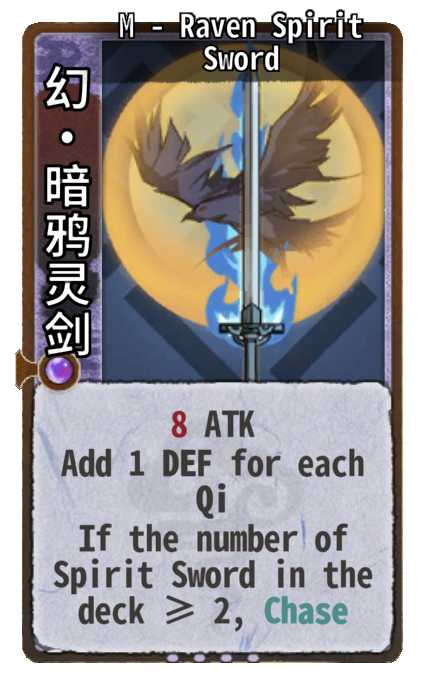 M - Raven Spirit
Sword
幻・暗鸦灵剑
8 ATK
Add 1 DEF for each
Qi
If the number of
Spirit Sword in the
deck ⩾ 2, Chase